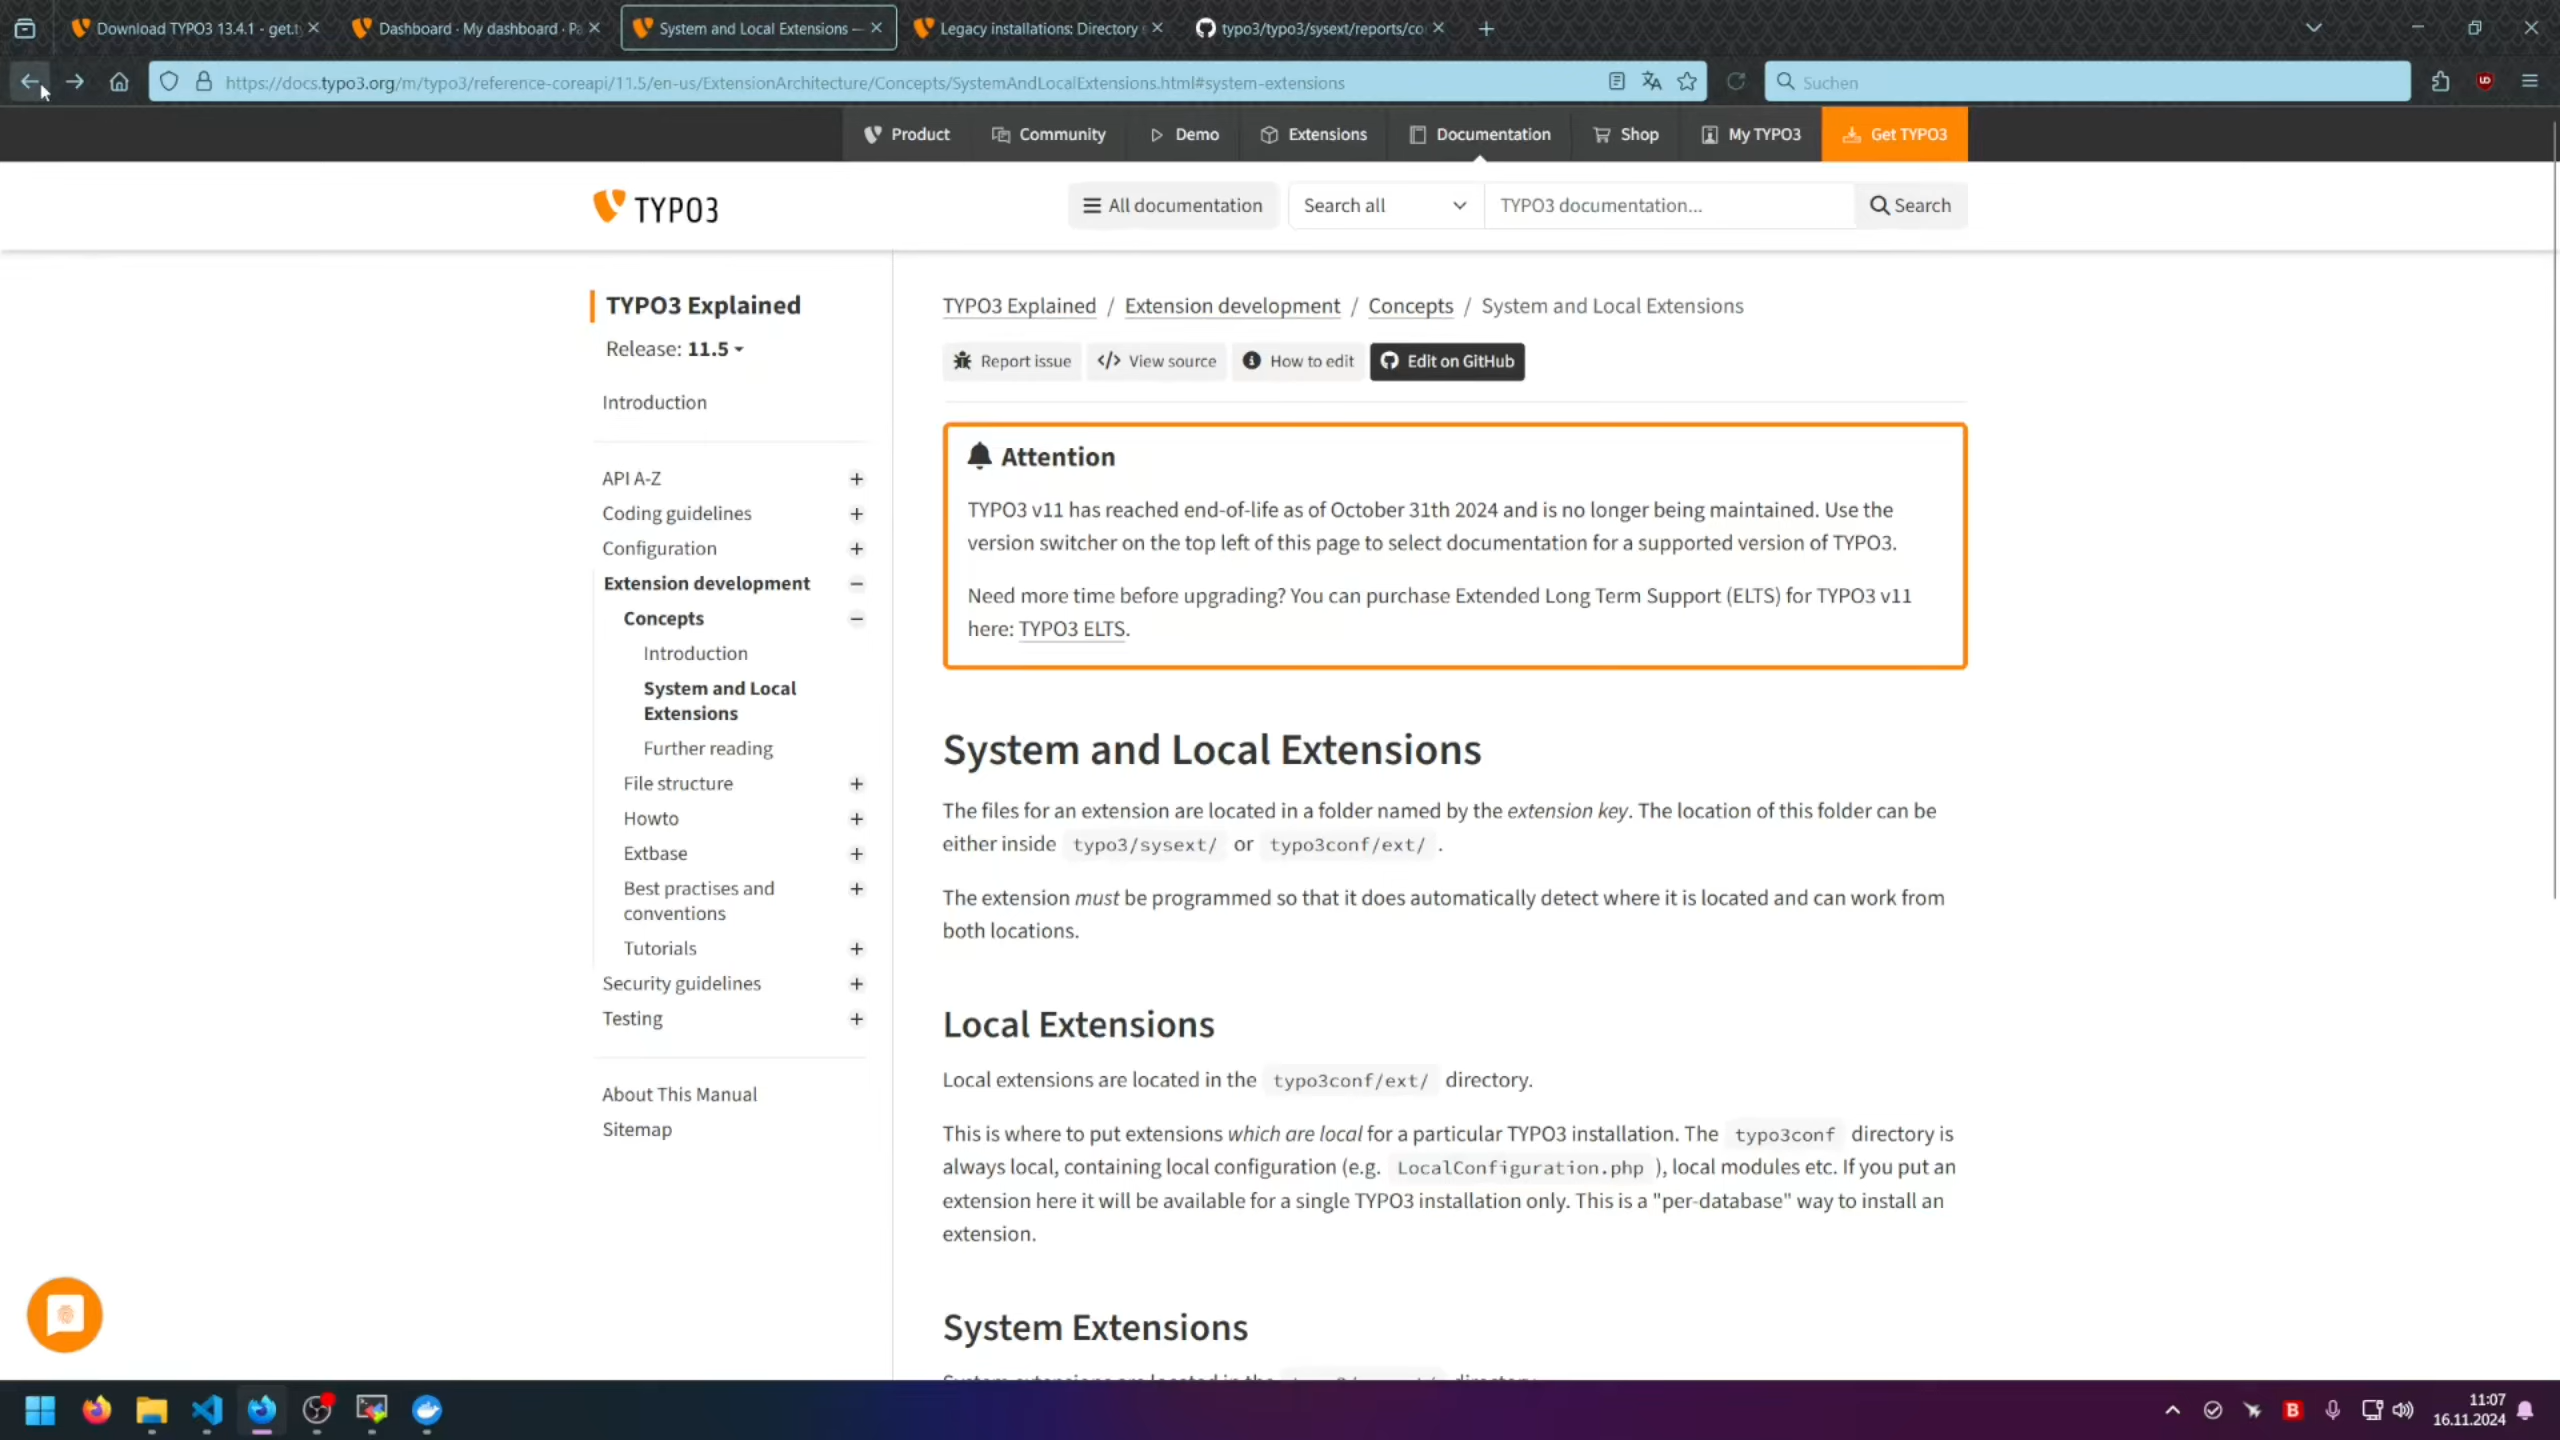 Download TYPO3 13.4.1 - get.t
Dashboard · My dashboard · Pa
System and Local Extensions —
Legacy installations: Directory
typo3/typo3/sysext/reports/co
https://docs.typo3.org/m/typo3/reference-coreapi/11.5/en-us/ExtensionArchitecture/Concepts/SystemAndLocalExtensions.html#system-extensions
Suchen
Product
Community
Demo
Extensions
Documentation
Shop
My TYPO3
Get TYPO3
TYPO3
All documentation
Search all
TYPO3 documentation...
Search
TYPO3 Explained
Release: 11.5
Introduction
API A-Z
Coding guidelines
Configuration
Extension development
Concepts
Introduction
System and Local
Extensions
Further reading
File structure
Howto
Extbase
Best practises and
conventions
Tutorials
Security guidelines
Testing
About This Manual
Sitemap
TYPO3 Explained / Extension development / Concepts / System and Local Extensions
Report issue
View source
How to edit
Edit on GitHub
Attention
TYPO3 v11 has reached end-of-life as of October 31th 2024 and is no longer being maintained. Use the
version switcher on the top left of this page to select documentation for a supported version of TYPO3.
Need more time before upgrading? You can purchase Extended Long Term Support (ELTS) for TYPO3 v11
here: TYPO3 ELTS.
System and Local Extensions
The files for an extension are located in a folder named by the extension key. The location of this folder can be
either inside typo3/sysext/ or typo3conf/ext/ .
The extension must be programmed so that it does automatically detect where it is located and can work from
both locations.
Local Extensions
Local extensions are located in the typo3conf/ext/ directory.
This is where to put extensions which are local for a particular TYPO3 installation. The typo3conf directory is
always local, containing local configuration (e.g. LocalConfiguration.php ), local modules etc. If you put an
extension here it will be available for a single TYPO3 installation only. This is a "per-database" way to install an
extension.
System Extensions
11:07
16.11.2024